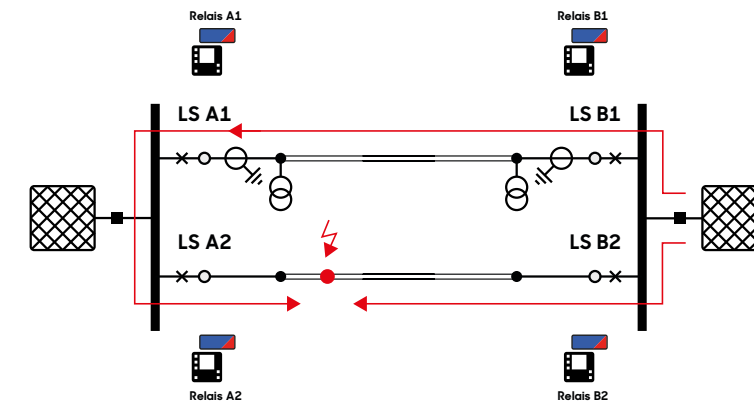 Relais A1
Relais B1
LS A1
LS B1
LS A2
LS B2
Relais A2
Relais B2